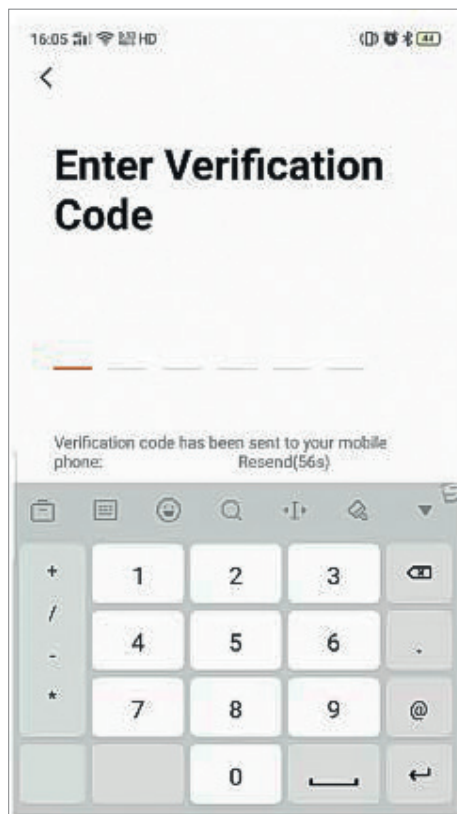 16:05 HD 44
Enter Verification
Code
Verification code has been sent to your mobile
phone: Resend(56s)
+ 1 2 3
/
4 5 6 .
-
* 7 8 9 @
0